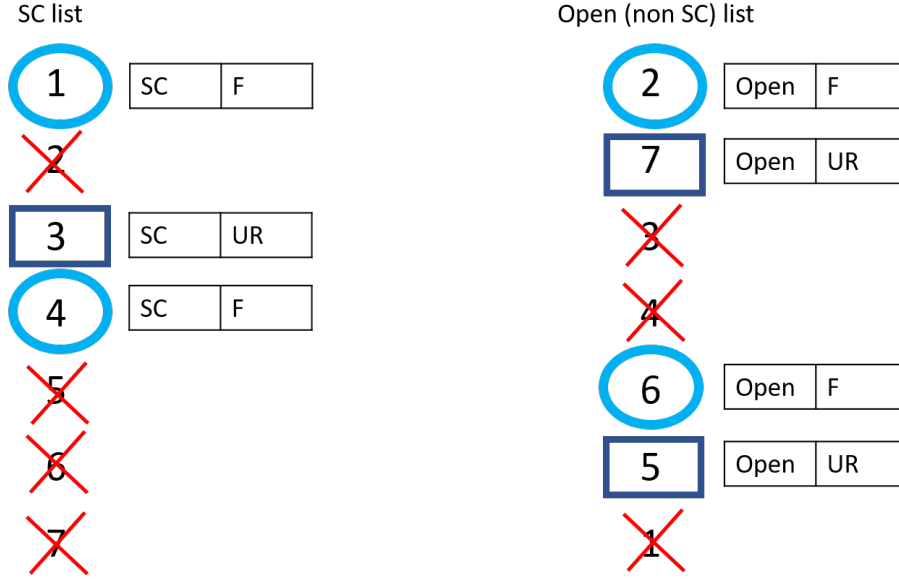 SC list
1 SC F
2
3 SC UR
4 SC F
5
6
7
Open (non SC) list
2 Open F
7 Open UR
3
4
6 Open F
5 Open UR
1